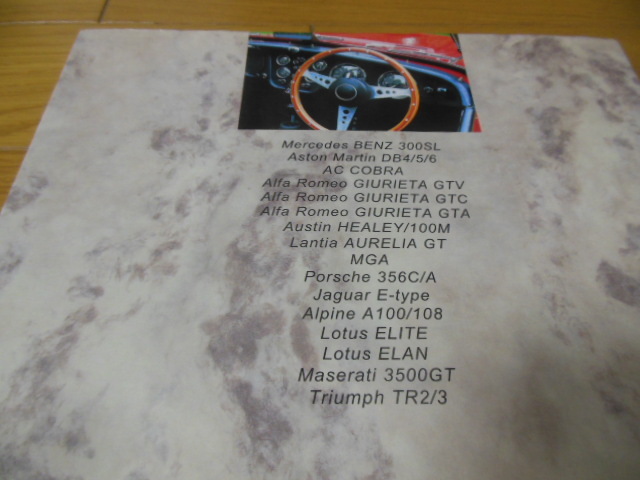 Mercedes BENZ 300SL
Aston Martin DB4/5/6
AC COBRA
Alfa Romeo GIURIETA GTV
Alfa Romeo GIURIETA GTC
Alfa Romeo GIURIETA GTA
Austin HEALEY/100M
Lantia AURELIA GT
MGA
Porsche 356C/A
Jaguar E-type
Alpine A100/108
Lotus ELITE
Lotus ELAN
Maserati 3500GT
Triumph TR2/3